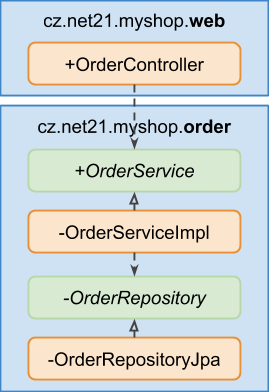 cz.net21.myshop.web
+OrderController
cz.net21.myshop.order
+OrderService
-OrderServiceImpl
-OrderRepository
-OrderRepositoryJpa